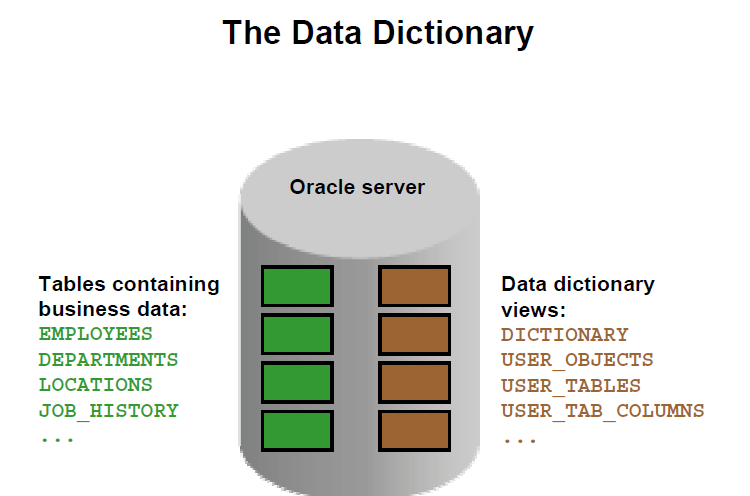 The Data Dictionary
Oracle server
Tables containing
business data:
EMPLOYEES
DEPARTMENTS
LOCATIONS
JOB_HISTORY
...
Data dictionary
views:
DICTIONARY
USER_OBJECTS
USER_TABLES
USER_TAB_COLUMNS
...